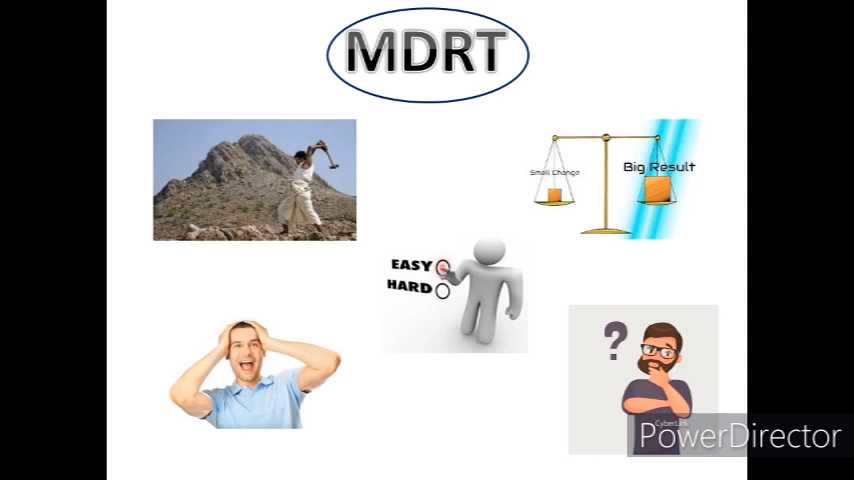 MDRT
Small Change
Big Result
EASY
HARD
?
CyberLink
PowerDirector